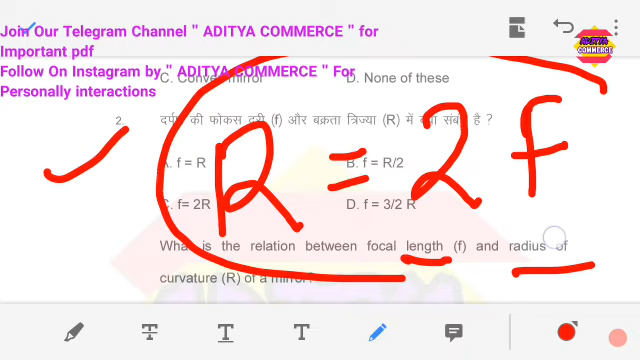 Join Our Telegram Channel " ADITYA COMMERCE " for
Important pdf
Follow On Instagram by " ADITYA COMMERCE " For
Personally interactions
ADITYA
COMMERCE
C. Convex mirror D. None of these
2. दर्पण की फोकस दूरी (f) और वक्रता त्रिज्या (R) में क्या संबंध है ?
A. f = R B. f = R/2
R = 2f
C. f= 2R D. f = 3/2 R
What is the relation between focal length (f) and radius of
curvature (R) of a mirror?